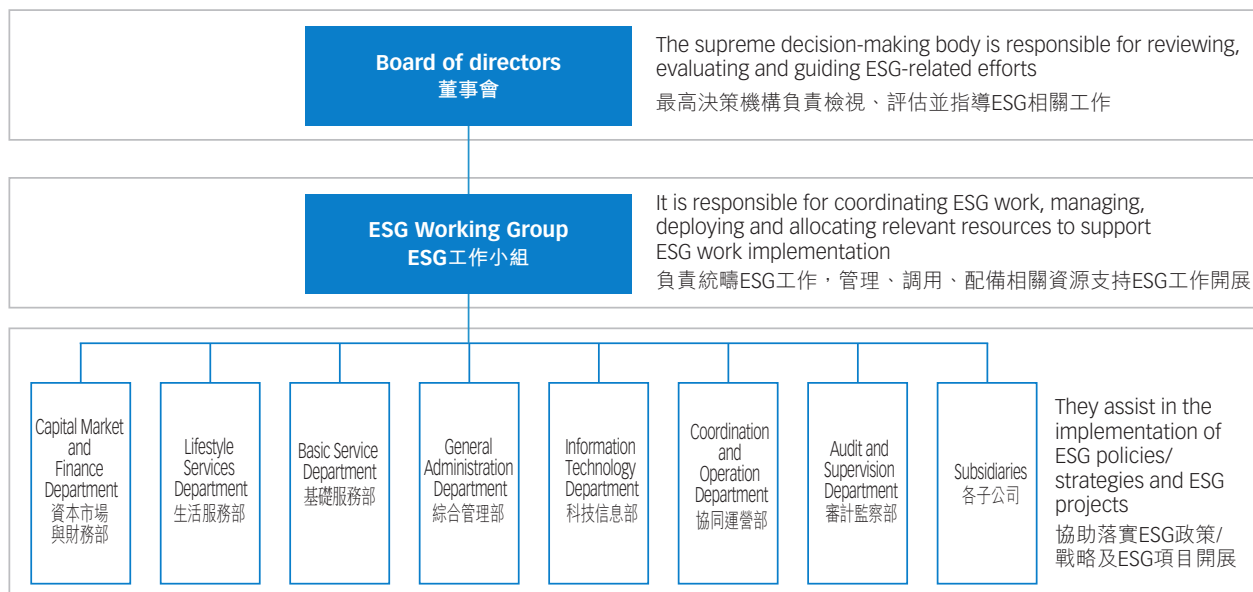 Board of directors
董事會
The supreme decision-making body is responsible for reviewing,
evaluating and guiding ESG-related efforts
最高決策機構負責檢視、評估並指導ESG相關工作
ESG Working Group
ESG工作小組
It is responsible for coordinating ESG work, managing,
deploying and allocating relevant resources to support
ESG work implementation
負責統疇ESG工作，管理、調用、配備相關資源支持ESG工作開展
Capital Market
and
Finance
Department
資本市場
與財務部
Lifestyle
Services
Department
生活服務部
Basic Service
Department
基礎服務部
General
Administration
Department
綜合管理部
Information
Technology
Department
科技信息部
Coordination
and
Operation
Department
協同運營部
Audit and
Supervision
Department
審計監察部
Subsidiaries
各子公司
They assist in the
implementation of
ESG policies/
strategies and ESG
projects
協助落實ESG政策/
戰略及ESG項目開展